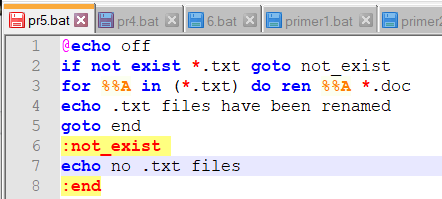 pr5.bat pr4.bat 6.bat primer1.bat primer2
1 @echo off
2 if not exist *.txt goto not_exist
3 for %%A in (*.txt) do ren %%A *.doc
4 echo .txt files have been renamed
5 goto end
6 :not_exist
7 echo no .txt files
8 :end